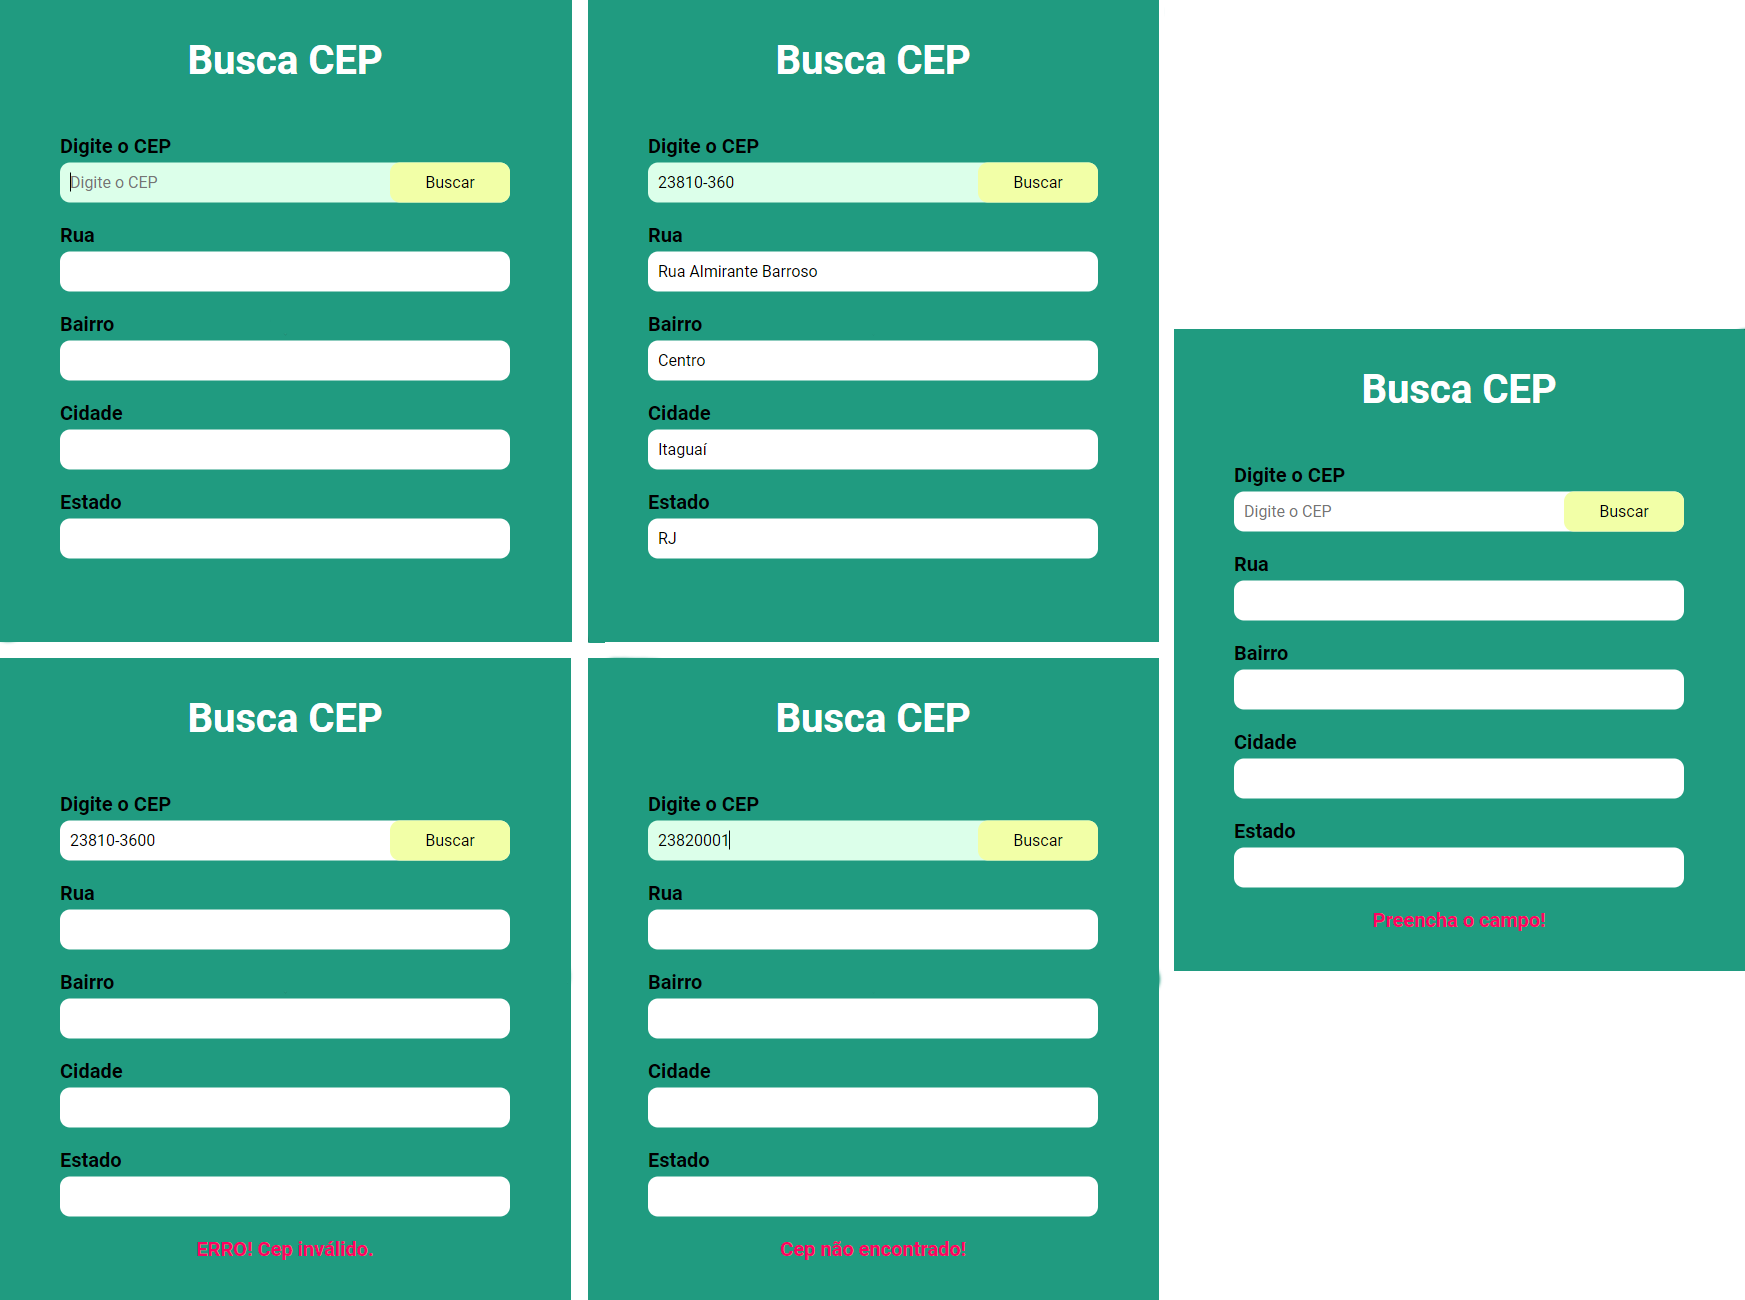 Busca CEP
Digite o CEP
Digite o CEP
Buscar
Rua
Bairro
Cidade
Estado
Busca CEP
Digite o CEP
23810-360
Buscar
Rua
Rua Almirante Barroso
Bairro
Centro
Cidade
Itaguaí
Estado
RJ
Busca CEP
Digite o CEP
Digite o CEP
Buscar
Rua
Bairro
Cidade
Estado
Preencha o campo!
Busca CEP
Digite o CEP
23810-3600
Buscar
Rua
Bairro
Cidade
Estado
ERRO! Cep inválido.
Busca CEP
Digite o CEP
23820001
Buscar
Rua
Bairro
Cidade
Estado
Cep não encontrado!